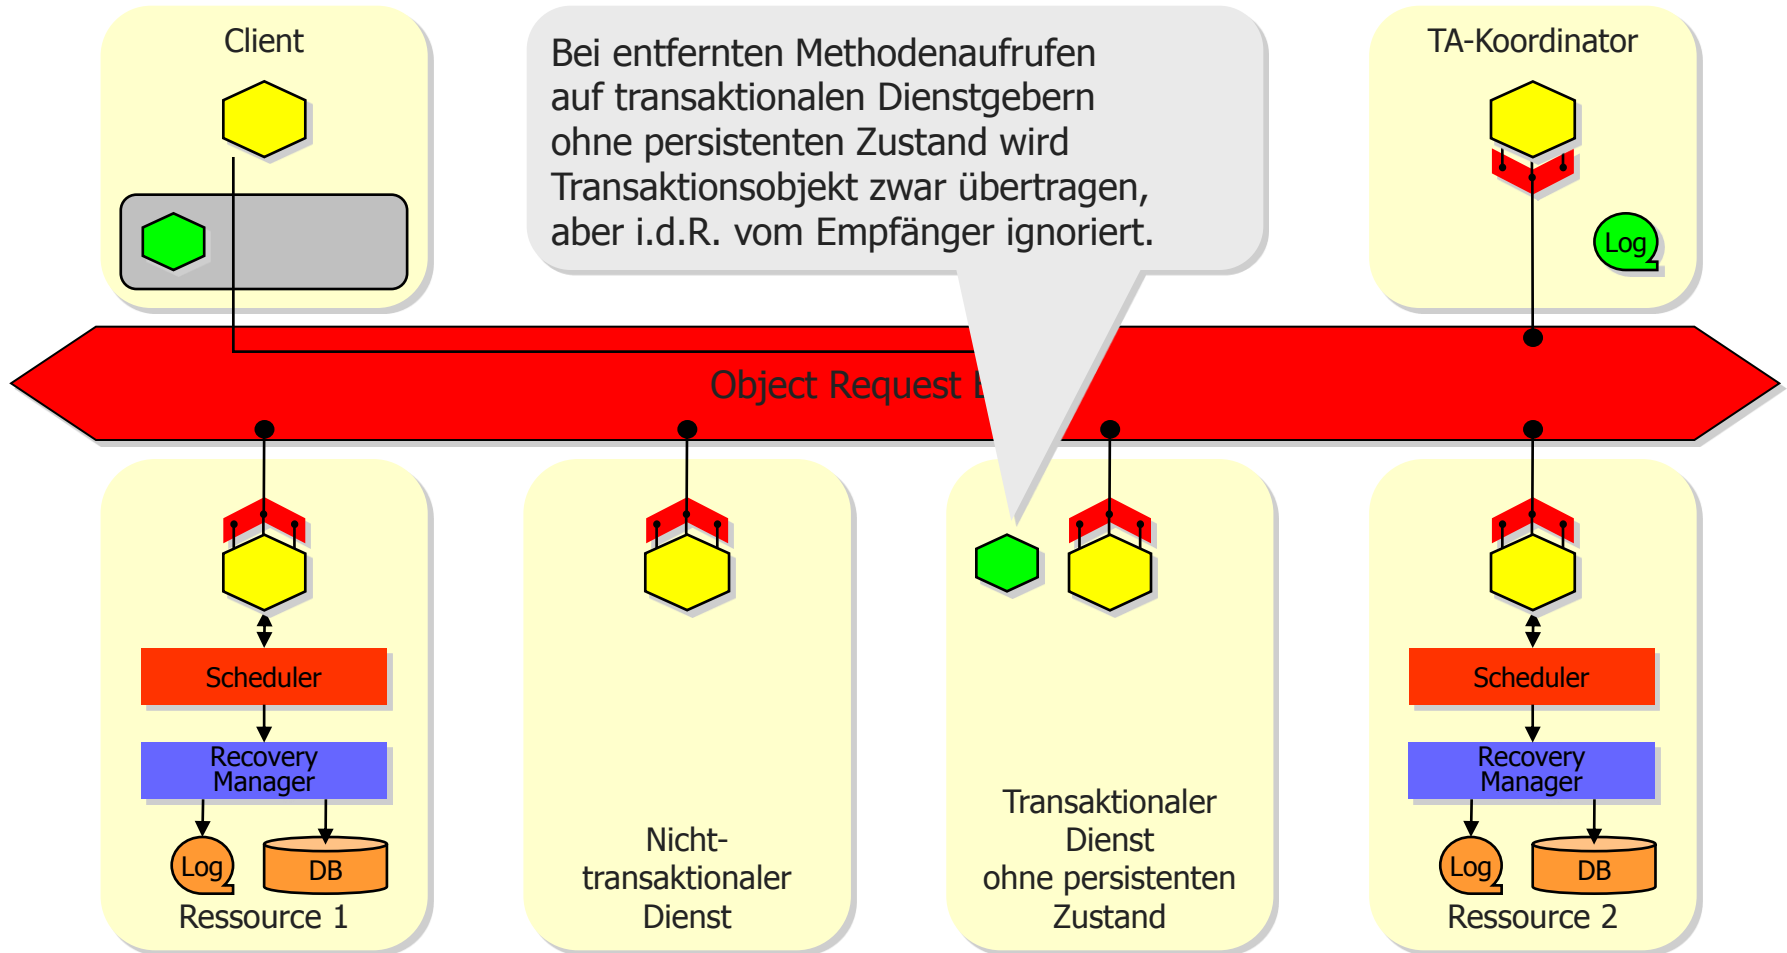 Client
Bei entfernten Methodenaufrufen
auf transaktionalen Dienstgebern
ohne persistenten Zustand wird
Transaktionsobjekt zwar übertragen,
aber i.d.R. vom Empfänger ignoriert.
TA-Koordinator
Log
Object Request
Scheduler
Recovery
Manager
Log
DB
Ressource 1
Nicht-
transaktionaler
Dienst
Transaktionaler
Dienst
ohne persistenten
Zustand
Scheduler
Recovery
Manager
Log
DB
Ressource 2